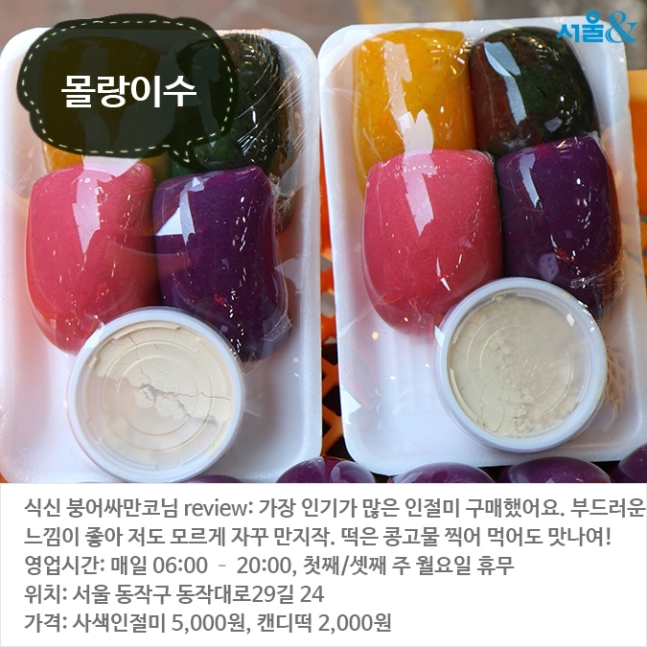 서울&
몰랑이수
식신 붕어싸만코님 review: 가장 인기가 많은 인절미 구매했어요. 부드러운
느낌이 좋아 저도 모르게 자꾸 만지작. 떡은 콩고물 찍어 먹어도 맛나여!
영업시간: 매일 06:00 – 20:00, 첫째/셋째 주 월요일 휴무
위치: 서울 동작구 동작대로29길 24
가격: 사색인절미 5,000원, 캔디떡 2,000원